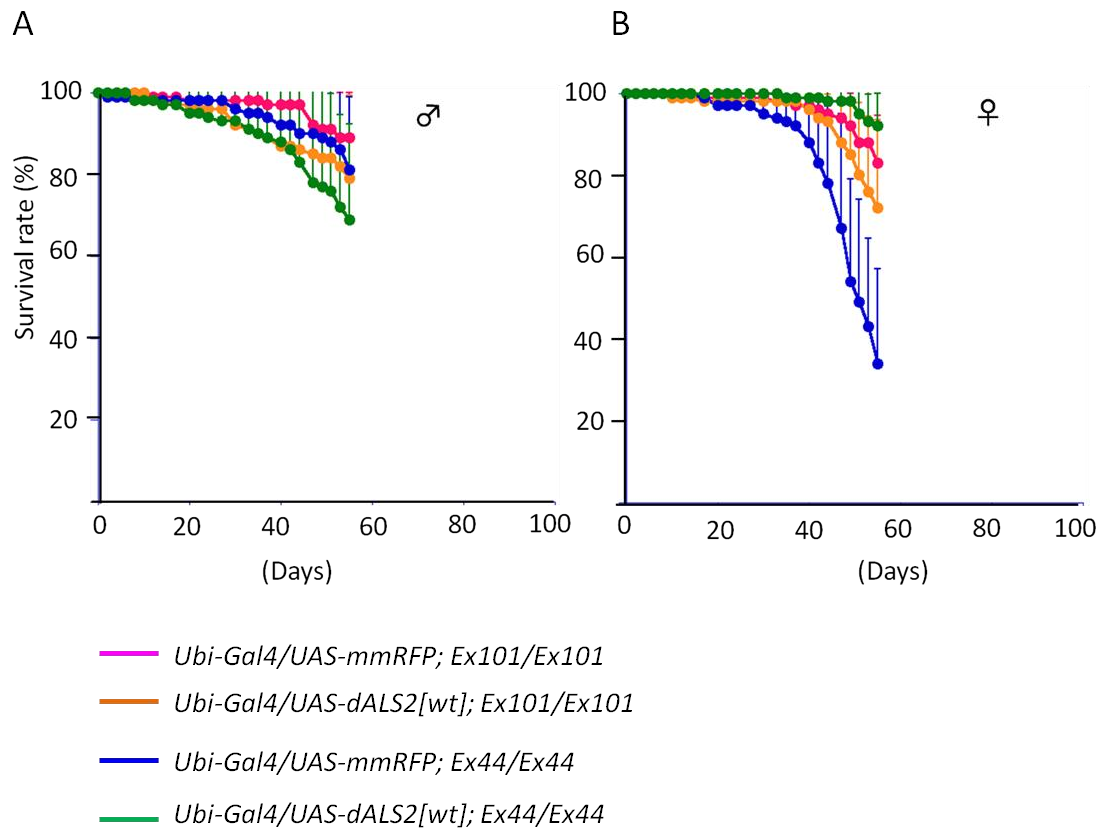 A
B
100
80
60
40
20
Survival rate (%)
0 20 40 60 80 100
(Days)
♂
100
80
60
40
20
0 20 40 60 80 100
(Days)
♀
Ubi-Gal4/UAS-mmRFP; Ex101/Ex101
Ubi-Gal4/UAS-dALS2[wt]; Ex101/Ex101
Ubi-Gal4/UAS-mmRFP; Ex44/Ex44
Ubi-Gal4/UAS-dALS2[wt]; Ex44/Ex44